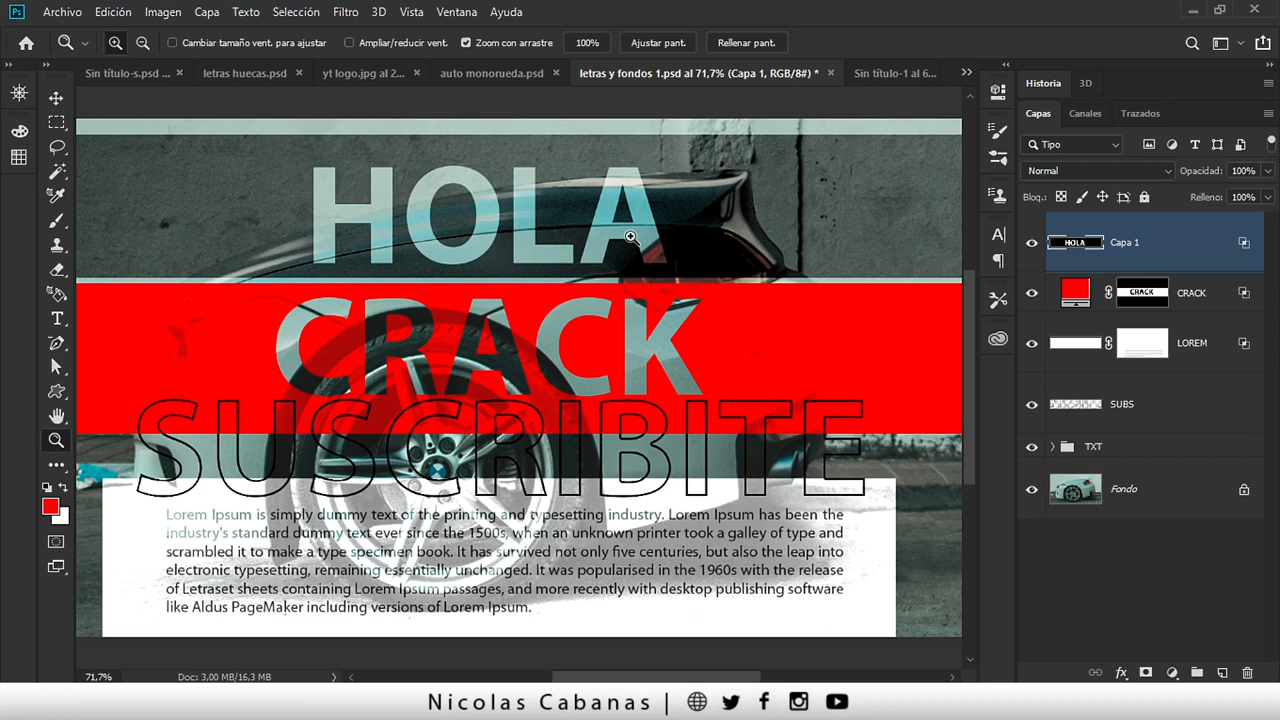 Archivo Edición Imagen Capa Texto Selección Filtro 3D Vista Ventana Ayuda
Cambiar tamaño vent. para ajustar Ampliar/reducir vent. Zoom con arrastre 100% Ajustar pant. Rellenar pant.
Sin título-s.psd ... × letras huecas.psd × yt logo.jpg al 2... × auto monorueda.psd × letras y fondos 1.psd al 71,7% (Capa 1, RGB/8#) * × Sin título-1 al 6...
Historia 3D
Capas Canales Trazados
Tipo
Normal Opacidad: 100%
Bloq.: Relleno: 100%
HOLA Capa 1
CRACK CRACK
LOREM
SUBS
TXT
Fondo
HOLA
CRACK
SUSCRIBITE
Lorem Ipsum is simply dummy text of the printing and typesetting industry. Lorem Ipsum has been the
industry's standard dummy text ever since the 1500s, when an unknown printer took a galley of type and
scrambled it to make a type specimen book. It has survived not only five centuries, but also the leap into
electronic typesetting, remaining essentially unchanged. It was popularised in the 1960s with the release
of Letraset sheets containing Lorem Ipsum passages, and more recently with desktop publishing software
like Aldus PageMaker including versions of Lorem Ipsum.
71,7% Doc: 3,00 MB/16,3 MB
Nicolas Cabanas |